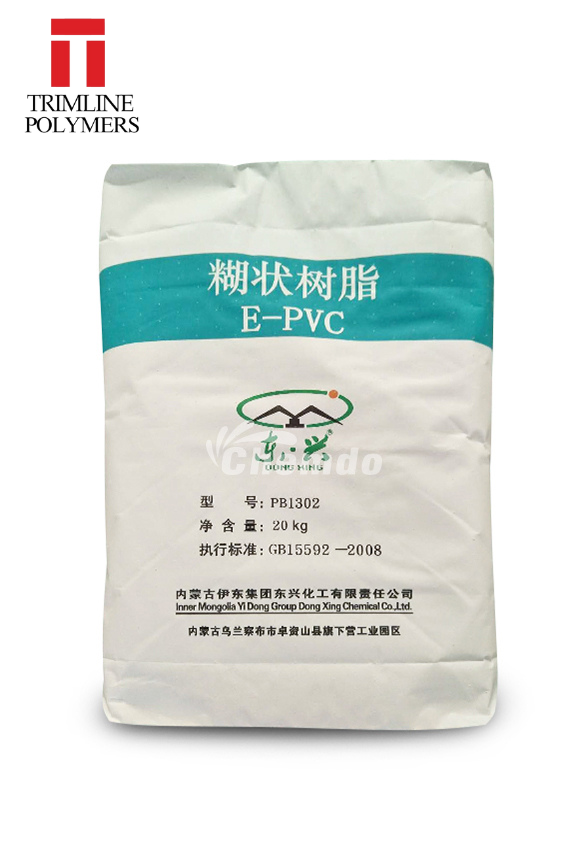 TRIMLINE
POLYMERS
糊状树脂
E-PVC
东·兴®
Chemdo
DONG XING
型 号: PB1302
净 含 量: 20 kg
执行标准: GB15592—2008
内蒙古伊东集团东兴化工有限责任公司
Inner Mongolia Yi Dong Group Dong Xing Chemical Co.,Ltd.
内蒙古乌兰察布市卓资山县旗下营工业园区